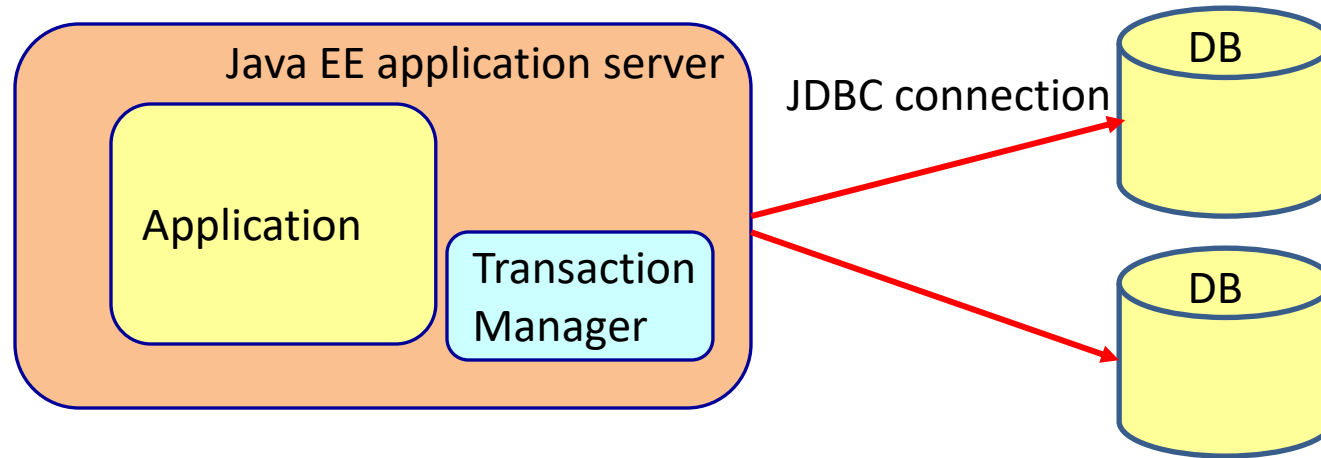 Java EE application server
DB
JDBC connection
Application
Transaction
Manager
DB